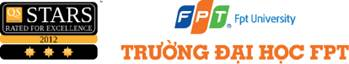 QS STARS
RATED FOR EXCELLENCE
2012
FPT Fpt University
TRƯỜNG ĐẠI HỌC FPT